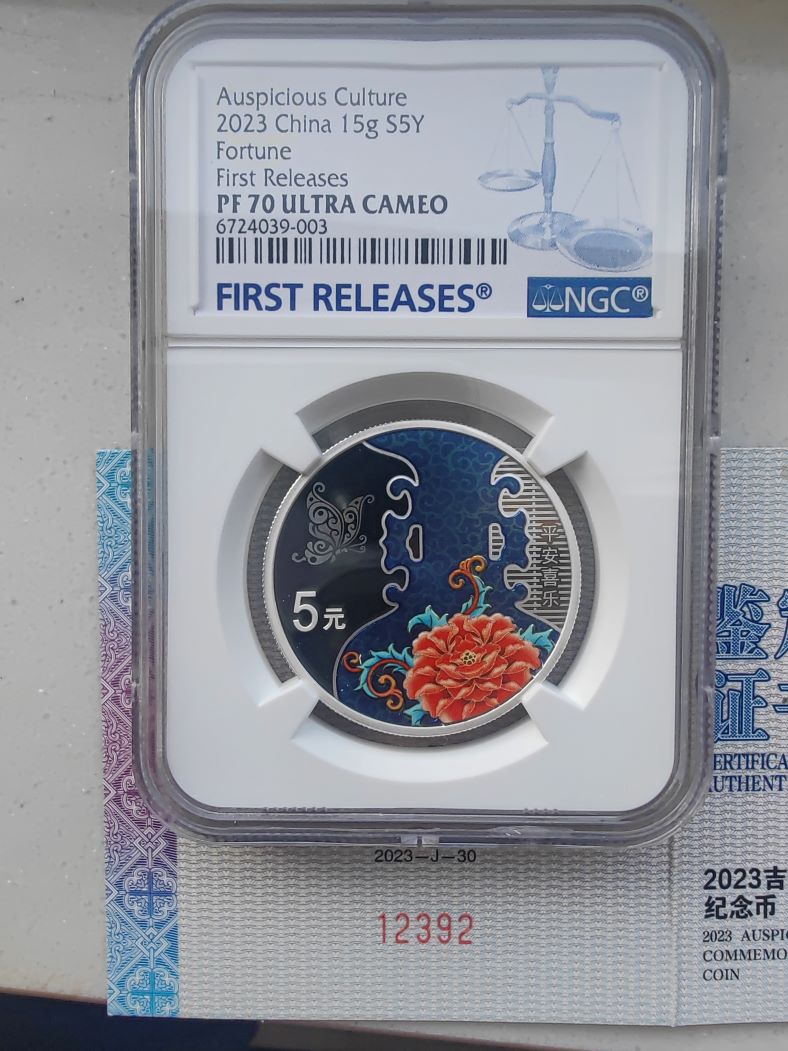 Auspicious Culture
2023 China 15g S5Y
Fortune
First Releases
PF 70 ULTRA CAMEO
6724039-003
FIRST RELEASES®
NGC®
平安喜乐
5元
鉴
证
2023—J—30
12392
2023吉
纪念币
2023 AUSPI
COMMEMO
COIN